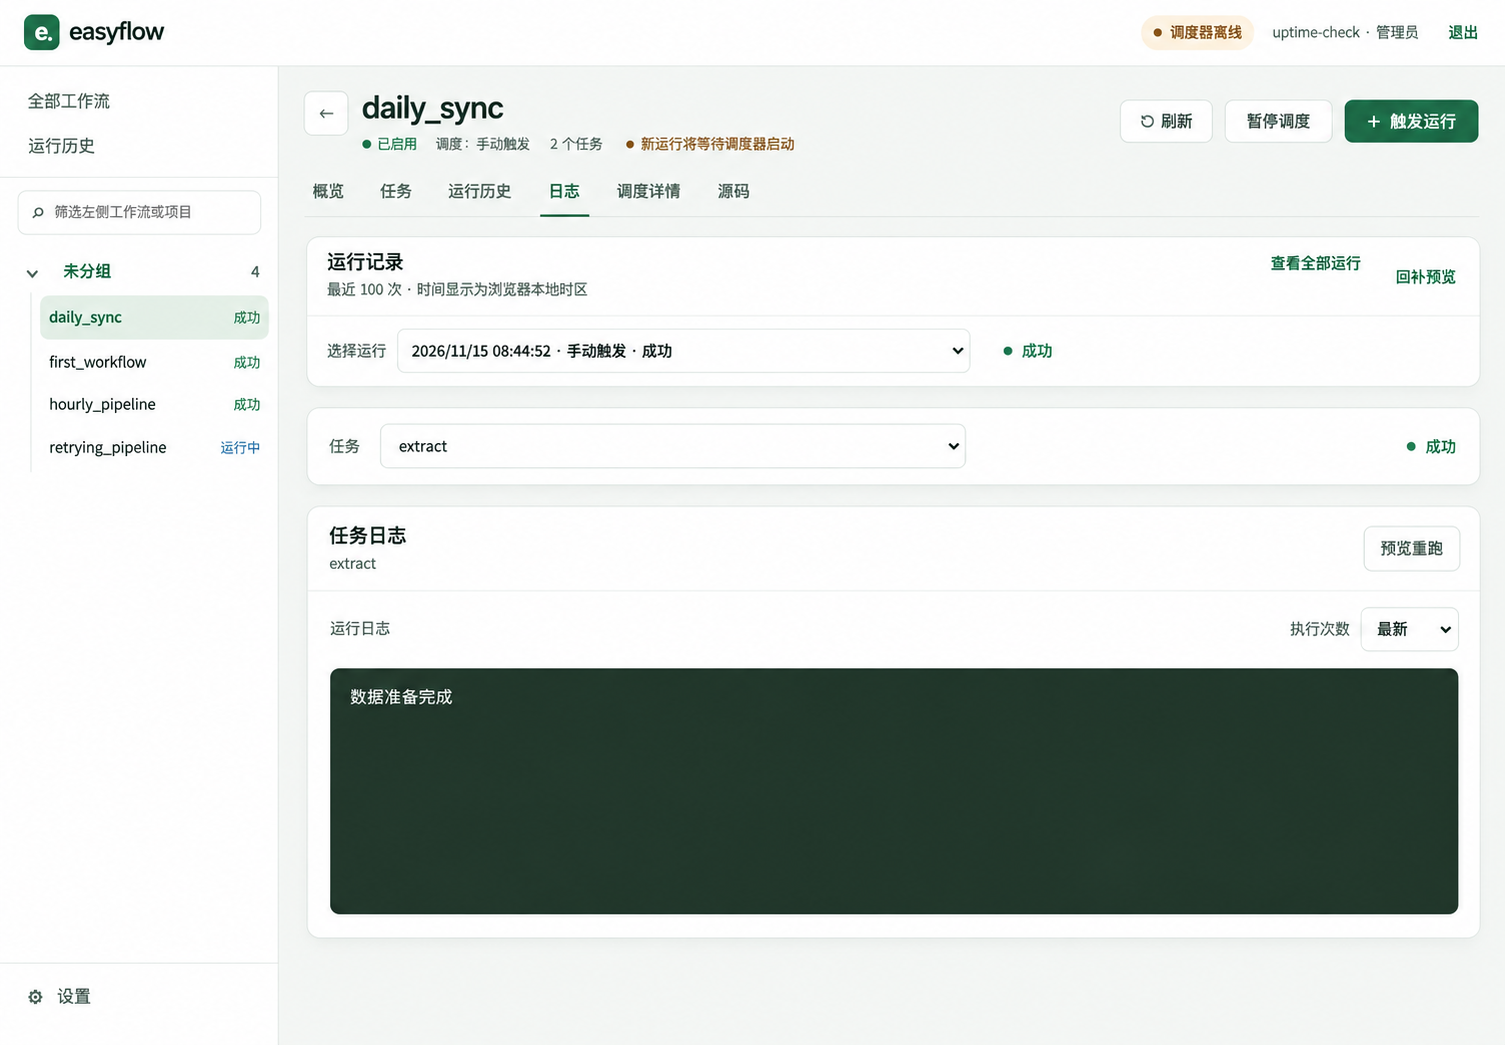 e. easyflow
调度器离线 uptime-check · 管理员 退出
全部工作流
运行历史
筛选左侧工作流或项目
未分组 4
daily_sync 成功
first_workflow 成功
hourly_pipeline 成功
retrying_pipeline 运行中
设置
← daily_sync
已启用 调度：手动触发 2 个任务 新运行将等待调度器启动
刷新 暂停调度 + 触发运行
概览 任务 运行历史 日志 调度详情 源码
运行记录
最近 100 次 · 时间显示为浏览器本地时区
查看全部运行 回补预览
选择运行 2026/11/15 08:44:52 · 手动触发 · 成功 成功
任务 extract 成功
任务日志
extract
预览重跑
运行日志 执行次数 最新
数据准备完成